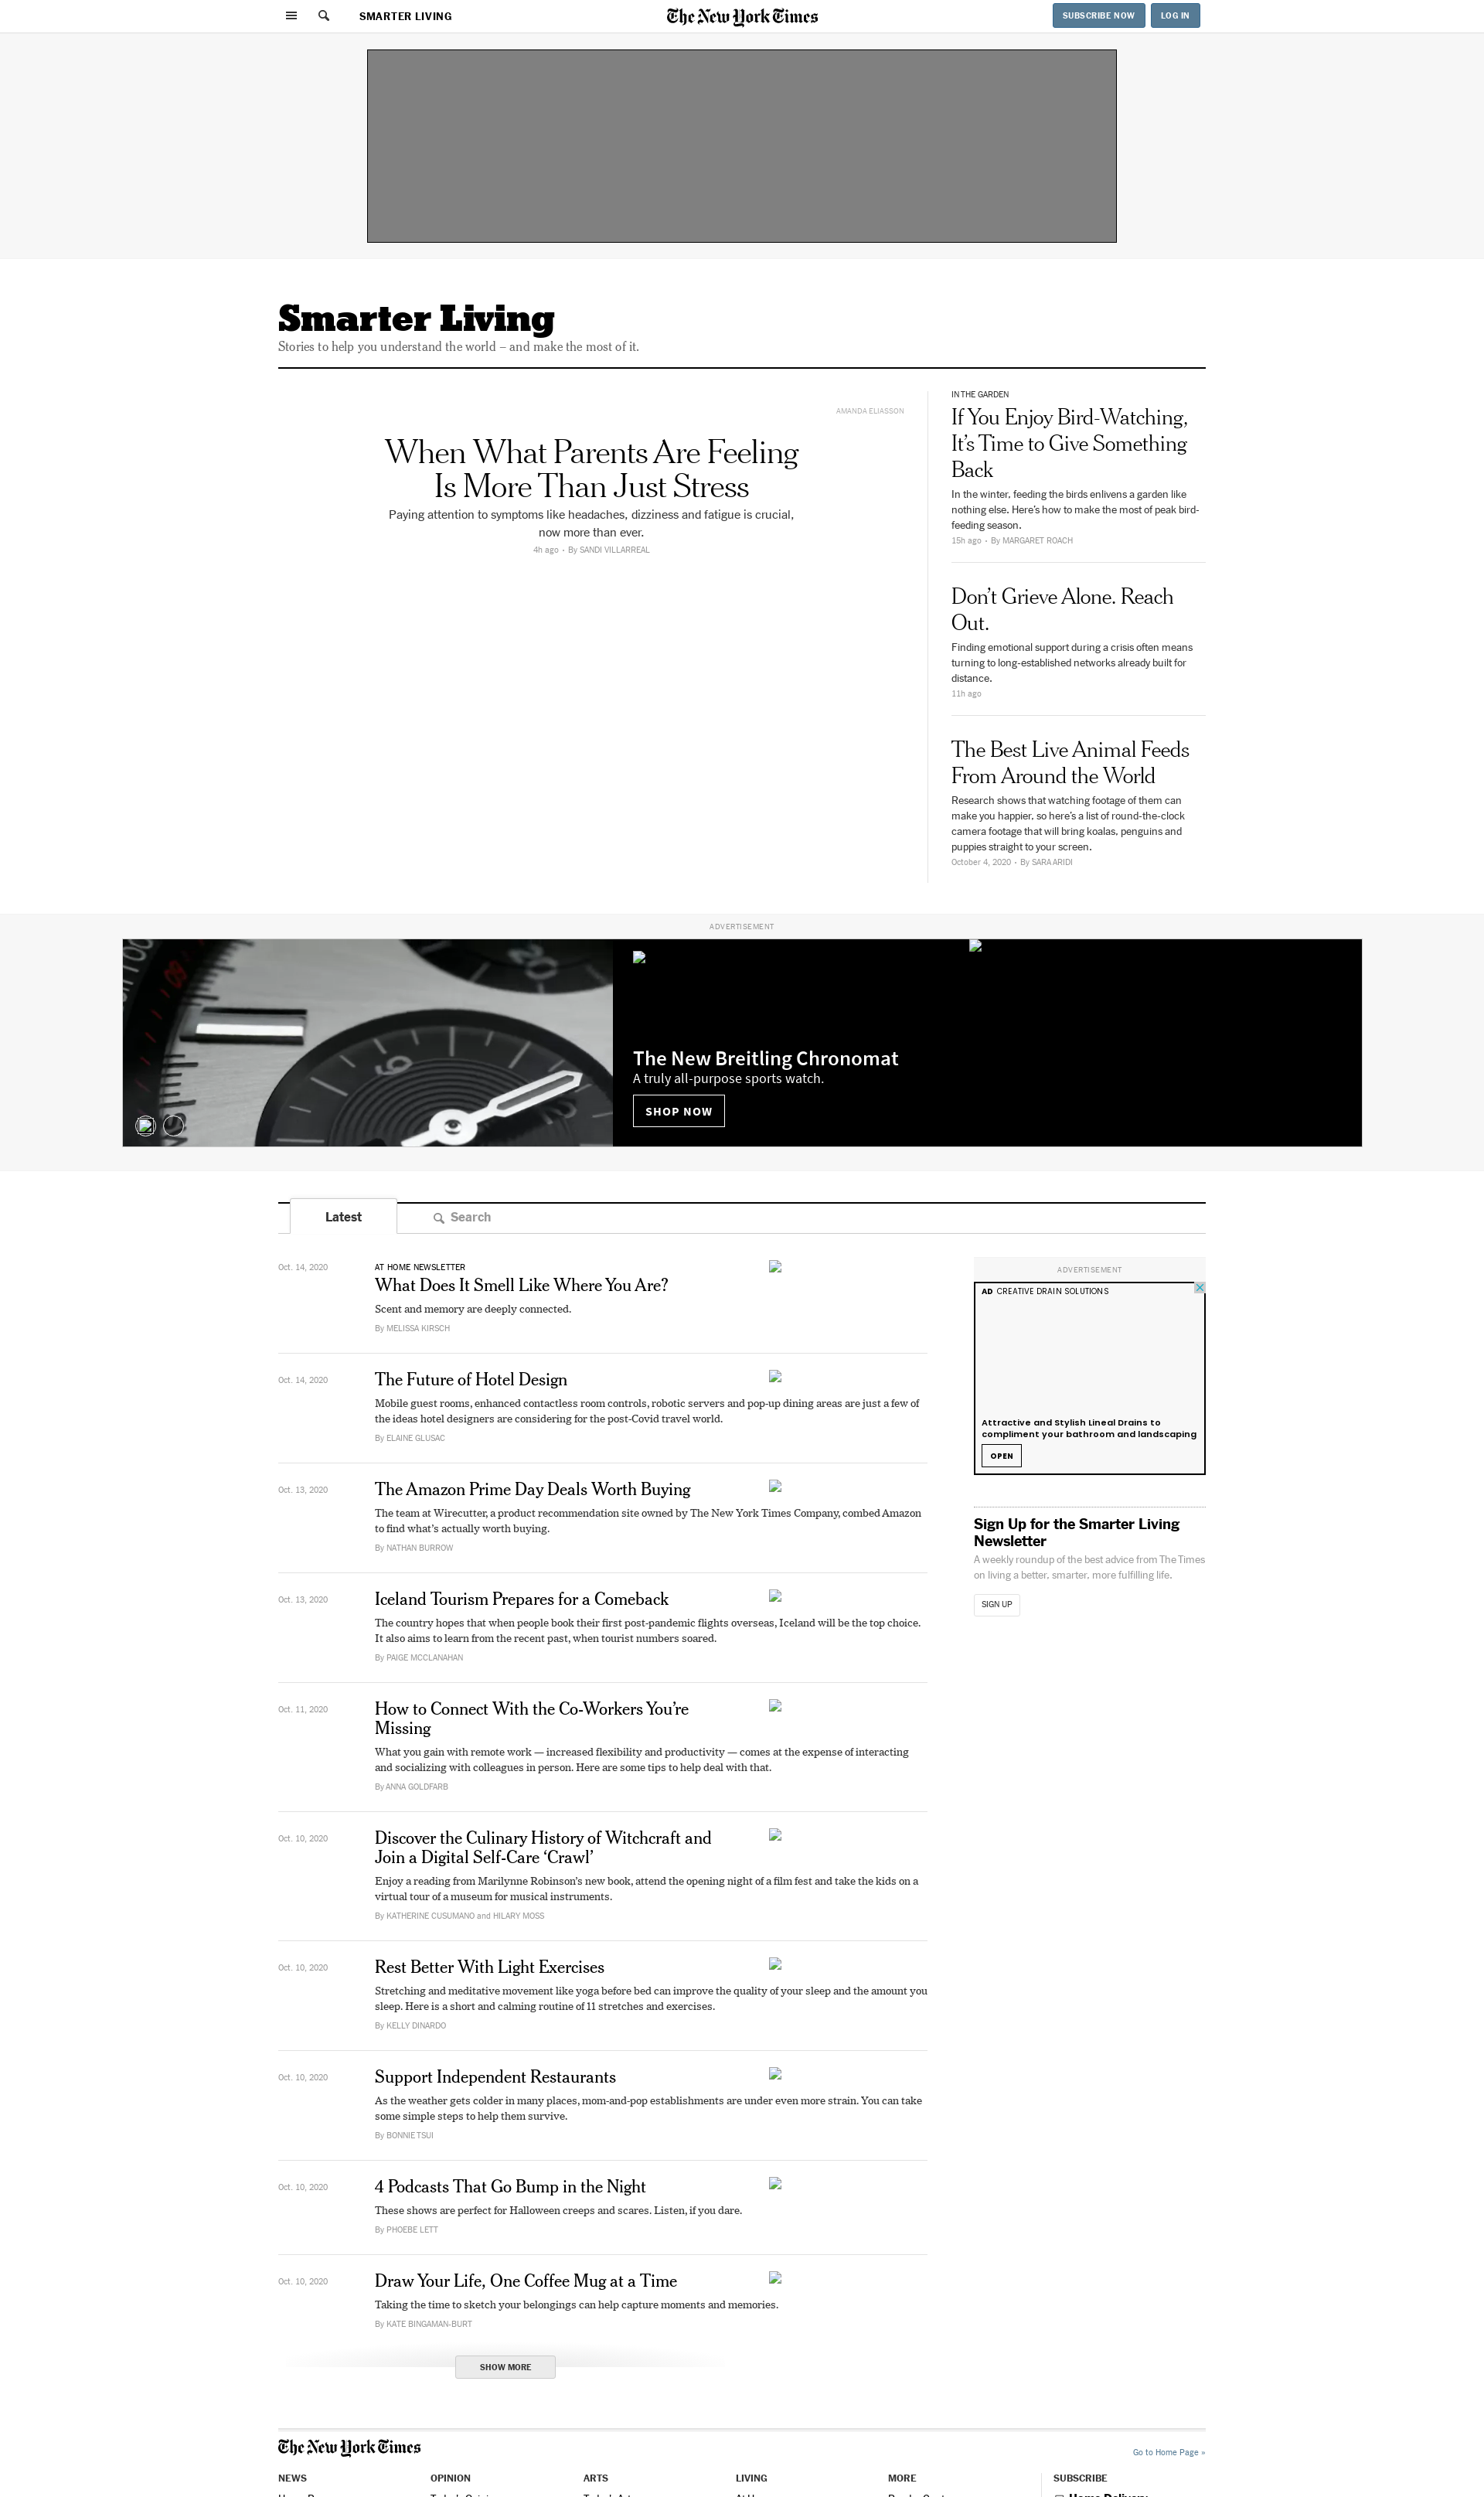 SMARTER LIVING
The New York Times
SUBSCRIBE NOW
LOG IN
Smarter Living
Stories to help you understand the world – and make the most of it.
AMANDA ELIASSON
When What Parents Are Feeling
Is More Than Just Stress
Paying attention to symptoms like headaches, dizziness and fatigue is crucial,
now more than ever.
4h ago • By SANDI VILLARREAL
IN THE GARDEN
If You Enjoy Bird-Watching,
It’s Time to Give Something
Back
In the winter, feeding the birds enlivens a garden like
nothing else. Here’s how to make the most of peak bird-
feeding season.
15h ago • By MARGARET ROACH
Don’t Grieve Alone. Reach
Out.
Finding emotional support during a crisis often means
turning to long-established networks already built for
distance.
11h ago
The Best Live Animal Feeds
From Around the World
Research shows that watching footage of them can
make you happier, so here’s a list of round-the-clock
camera footage that will bring koalas, penguins and
puppies straight to your screen.
October 4, 2020 • By SARA ARIDI
ADVERTISEMENT
The New Breitling Chronomat
A truly all-purpose sports watch.
SHOP NOW
Latest
Search
Oct. 14, 2020
AT HOME NEWSLETTER
What Does It Smell Like Where You Are?
Scent and memory are deeply connected.
By MELISSA KIRSCH
Oct. 14, 2020
The Future of Hotel Design
Mobile guest rooms, enhanced contactless room controls, robotic servers and pop-up dining areas are just a few of
the ideas hotel designers are considering for the post-Covid travel world.
By ELAINE GLUSAC
Oct. 13, 2020
The Amazon Prime Day Deals Worth Buying
The team at Wirecutter, a product recommendation site owned by The New York Times Company, combed Amazon
to find what’s actually worth buying.
By NATHAN BURROW
Oct. 13, 2020
Iceland Tourism Prepares for a Comeback
The country hopes that when people book their first post-pandemic flights overseas, Iceland will be the top choice.
It also aims to learn from the recent past, when tourist numbers soared.
By PAIGE MCCLANAHAN
Oct. 11, 2020
How to Connect With the Co-Workers You’re
Missing
What you gain with remote work — increased flexibility and productivity — comes at the expense of interacting
and socializing with colleagues in person. Here are some tips to help deal with that.
By ANNA GOLDFARB
Oct. 10, 2020
Discover the Culinary History of Witchcraft and
Join a Digital Self-Care ‘Crawl’
Enjoy a reading from Marilynne Robinson’s new book, attend the opening night of a film fest and take the kids on a
virtual tour of a museum for musical instruments.
By KATHERINE CUSUMANO and HILARY MOSS
Oct. 10, 2020
Rest Better With Light Exercises
Stretching and meditative movement like yoga before bed can improve the quality of your sleep and the amount you
sleep. Here is a short and calming routine of 11 stretches and exercises.
By KELLY DINARDO
Oct. 10, 2020
Support Independent Restaurants
As the weather gets colder in many places, mom-and-pop establishments are under even more strain. You can take
some simple steps to help them survive.
By BONNIE TSUI
Oct. 10, 2020
4 Podcasts That Go Bump in the Night
These shows are perfect for Halloween creeps and scares. Listen, if you dare.
By PHOEBE LETT
Oct. 10, 2020
Draw Your Life, One Coffee Mug at a Time
Taking the time to sketch your belongings can help capture moments and memories.
By KATE BINGAMAN-BURT
SHOW MORE
ADVERTISEMENT
AD CREATIVE DRAIN SOLUTIONS
Attractive and Stylish Lineal Drains to
compliment your bathroom and landscaping
OPEN
Sign Up for the Smarter Living
Newsletter
A weekly roundup of the best advice from The Times
on living a better, smarter, more fulfilling life.
SIGN UP
The New York Times
Go to Home Page »
NEWS
OPINION
ARTS
LIVING
MORE
SUBSCRIBE